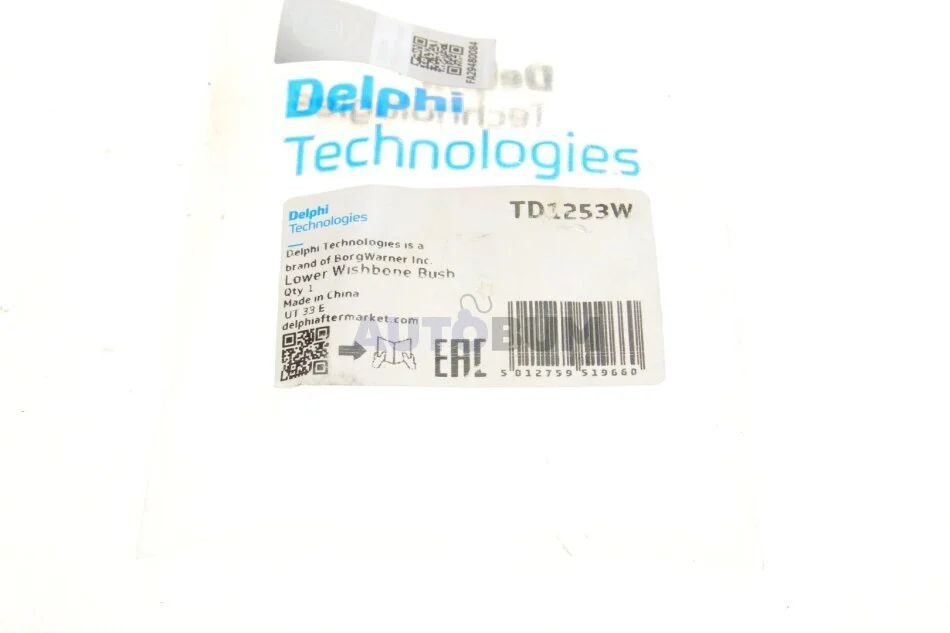 FA29480084
Delphi
Technologies
Delphi
Technologies
TD1253W
Delphi Technologies is a
brand of BorgWarner Inc.
Lower Wishbone Bush
Qty 1
Made in China
UT 33 E
delphiaftermarket.com
AUTOBUM
EAC
5 012759 519660